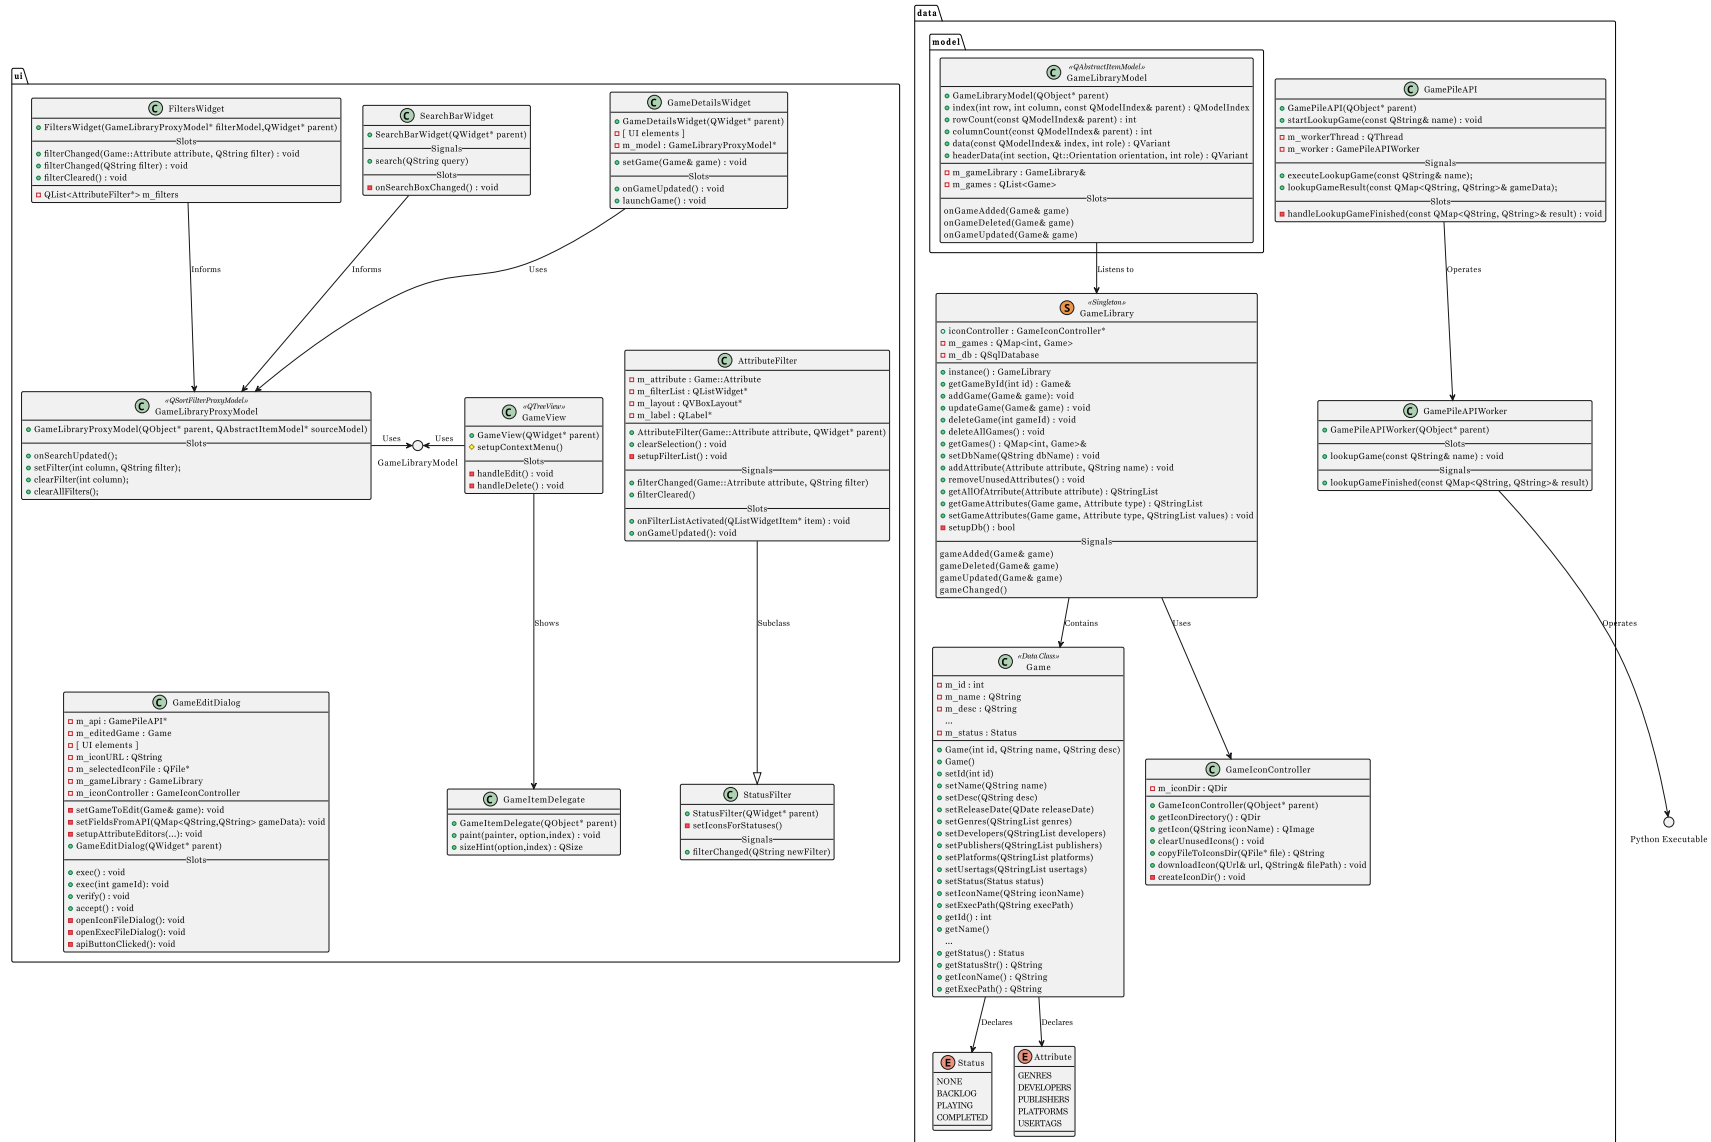 ui
FiltersWidget
FiltersWidget(GameLibraryProxyModel* filterModel,QWidget* parent)
Slots
filterChanged(Game::Attribute attribute, QString filter) : void
filterChanged(QString filter) : void
filterCleared() : void
QList<AttributeFilter*> m_filters
SearchBarWidget
SearchBarWidget(QWidget* parent)
Signals
search(QString query)
Slots
onSearchBoxChanged() : void
GameDetailsWidget
GameDetailsWidget(QWidget* parent)
[ UI elements ]
m_model : GameLibraryProxyModel*
setGame(Game& game) : void
Slots
onGameUpdated() : void
launchGame() : void
Informs
Informs
Uses
«QSortFilterProxyModel»
GameLibraryProxyModel
GameLibraryProxyModel(QObject* parent, QAbstractItemModel* sourceModel)
Slots
onSearchUpdated();
setFilter(int column, QString filter);
clearFilter(int column);
clearAllFilters();
Uses
Uses
GameLibraryModel
«QTreeView»
GameView
GameView(QWidget* parent)
setupContextMenu()
Slots
handleEdit() : void
handleDelete() : void
AttributeFilter
m_attribute : Game::Attribute
m_filterList : QListWidget*
m_layout : QVBoxLayout*
m_label : QLabel*
AttributeFilter(Game::Attribute attribute, QWidget* parent)
clearSelection() : void
setupFilterList() : void
Signals
filterChanged(Game::Attribute attribute, QString filter)
filterCleared()
Slots
onFilterListActivated(QListWidgetItem* item) : void
onGameUpdated(): void
Shows
Subclass
GameEditDialog
m_api : GamePileAPI*
m_editedGame : Game
[ UI elements ]
m_iconURL : QString
m_selectedIconFile : QFile*
m_gameLibrary : GameLibrary
m_iconController : GameIconController
setGameToEdit(Game& game): void
setFieldsFromAPI(QMap<QString,QString> gameData): void
setupAttributeEditors(...): void
GameEditDialog(QWidget* parent)
Slots
exec() : void
exec(int gameId): void
verify() : void
accept() : void
openIconFileDialog(): void
openExecFileDialog(): void
apiButtonClicked(): void
GameItemDelegate
GameItemDelegate(QObject* parent)
paint(painter, option,index) : void
sizeHint(option,index) : QSize
StatusFilter
StatusFilter(QWidget* parent)
setIconsForStatuses()
Signals
filterChanged(QString newFilter)
data
model
«QAbstractItemModel»
GameLibraryModel
GameLibraryModel(QObject* parent)
index(int row, int column, const QModelIndex& parent) : QModelIndex
rowCount(const QModelIndex& parent) : int
columnCount(const QModelIndex& parent) : int
data(const QModelIndex& index, int role) : QVariant
headerData(int section, Qt::Orientation orientation, int role) : QVariant
m_gameLibrary : GameLibrary&
m_games : QList<Game>
Slots
onGameAdded(Game& game)
onGameDeleted(Game& game)
onGameUpdated(Game& game)
GamePileAPI
GamePileAPI(QObject* parent)
startLookupGame(const QString& name) : void
m_workerThread : QThread
m_worker : GamePileAPIWorker
Signals
executeLookupGame(const QString& name);
lookupGameResult(const QMap<QString, QString>& gameData);
Slots
handleLookupGameFinished(const QMap<QString, QString>& result) : void
Listens to
Operates
«Singleton»
GameLibrary
iconController : GameIconController*
m_games : QMap<int, Game>
m_db : QSqlDatabase
instance() : GameLibrary
getGameById(int id) : Game&
addGame(Game& game): void
updateGame(Game& game) : void
deleteGame(int gameId) : void
deleteAllGames() : void
getGames() : QMap<int, Game>&
setDbName(QString dbName) : void
addAttribute(Attribute attribute, QString name) : void
removeUnusedAttributes() : void
getAllOfAtrribute(Attribute attribute) : QStringList
getGameAttributes(Game game, Attribute type) : QStringList
setGameAttributes(Game game, Attribute type, QStringList values) : void
setupDb() : bool
Signals
gameAdded(Game& game)
gameDeleted(Game& game)
gameUpdated(Game& game)
gameChanged()
GamePileAPIWorker
GamePileAPIWorker(QObject* parent)
Slots
lookupGame(const QString& name) : void
Signals
lookupGameFinished(const QMap<QString, QString>& result)
Contains
Uses
Operates
«Data Class»
Game
m_id : int
m_name : QString
m_desc : QString
...
m_status : Status
Game(int id, QString name, QString desc)
Game()
setId(int id)
setName(QString name)
setDesc(QString desc)
setReleaseDate(QDate releaseDate)
setGenres(QStringList genres)
setDevelopers(QStringList developers)
setPublishers(QStringList publishers)
setPlatforms(QStringList platforms)
setUsertags(QStringList usertags)
setStatus(Status status)
setIconName(QString iconName)
setExecPath(QString execPath)
getId() : int
getName()
...
getStatus() : Status
getStatusStr() : QString
getIconName() : QString
getExecPath() : QString
GameIconController
m_iconDir : QDir
GameIconController(QObject* parent)
getIconDirectory() : QDir
getIcon(QString iconName) : QImage
clearUnusedIcons() : void
copyFileToIconsDir(QFile* file) : QString
downloadIcon(QUrl& url, QString& filePath) : void
createIconDir() : void
Python Executable
Declares
Declares
Status
NONE
BACKLOG
PLAYING
COMPLETED
Attribute
GENRES
DEVELOPERS
PUBLISHERS
PLATFORMS
USERTAGS